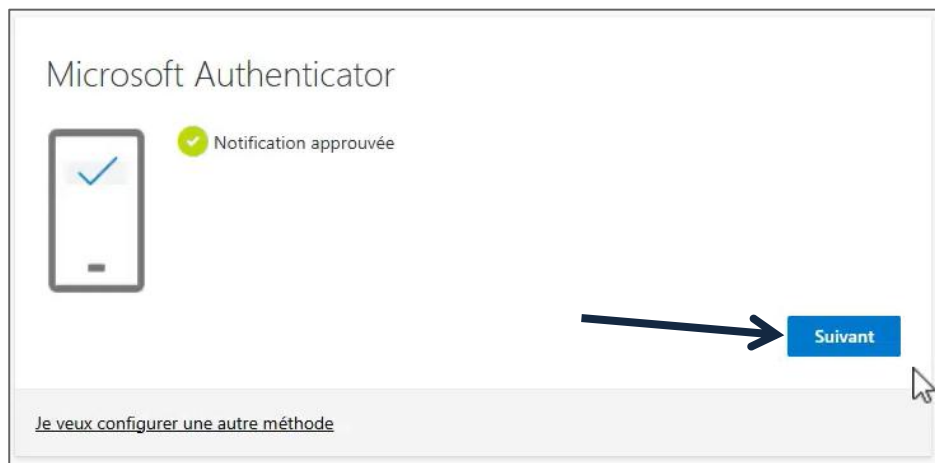 Microsoft Authenticator
Notification approuvée
Suivant
Je veux configurer une autre méthode